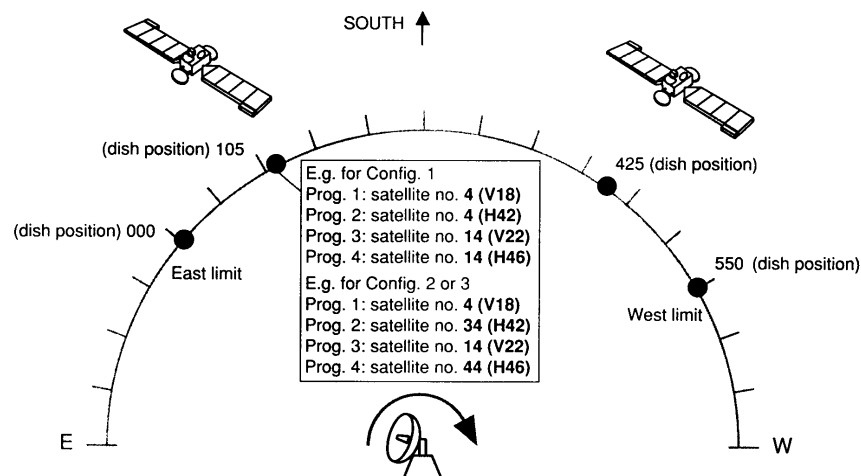 SOUTH
(dish position) 105
425 (dish position)
E.g. for Config. 1
Prog. 1: satellite no. 4 (V18)
Prog. 2: satellite no. 4 (H42)
Prog. 3: satellite no. 14 (V22)
Prog. 4: satellite no. 14 (H46)
E.g. for Config. 2 or 3
Prog. 1: satellite no. 4 (V18)
Prog. 2: satellite no. 34 (H42)
Prog. 3: satellite no. 14 (V22)
Prog. 4: satellite no. 44 (H46)
(dish position) 000
East limit
550 (dish position)
West limit
E
W